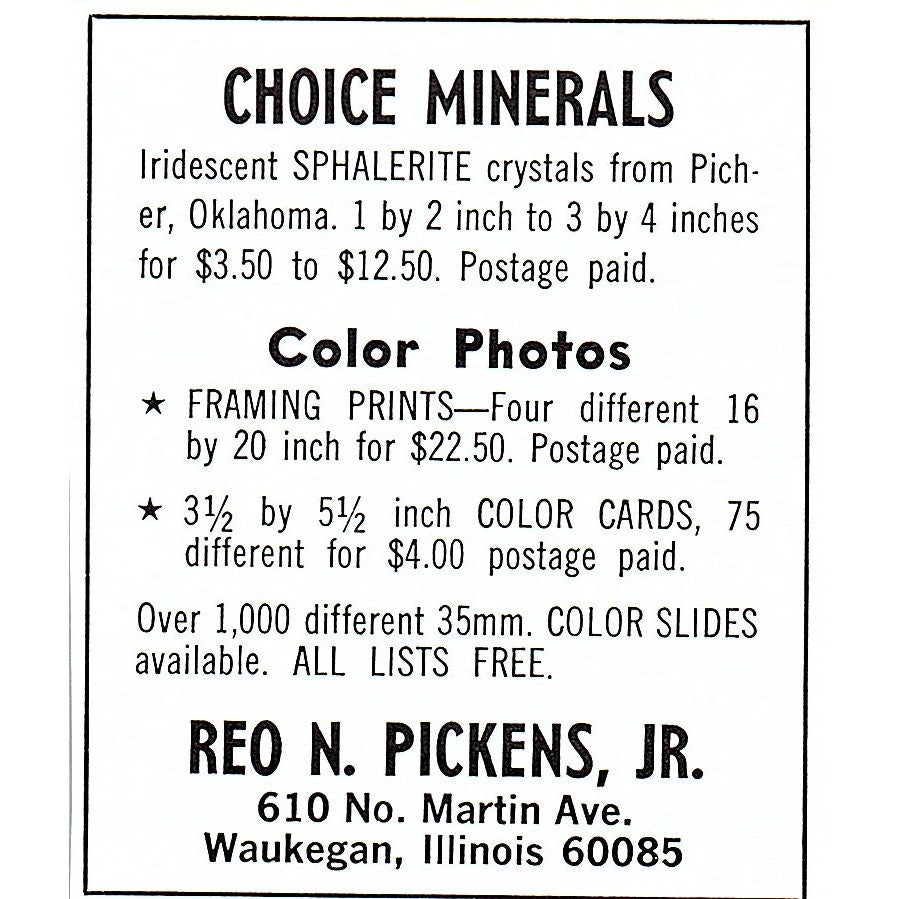 CHOICE MINERALS
Iridescent SPHALERITE crystals from Pich-
er, Oklahoma. 1 by 2 inch to 3 by 4 inches
for $3.50 to $12.50. Postage paid.
Color Photos
★ FRAMING PRINTS—Four different 16
by 20 inch for $22.50. Postage paid.
★ 3½ by 5½ inch COLOR CARDS, 75
different for $4.00 postage paid.
Over 1,000 different 35mm. COLOR SLIDES
available. ALL LISTS FREE.
REO N. PICKENS, JR.
610 No. Martin Ave.
Waukegan, Illinois 60085